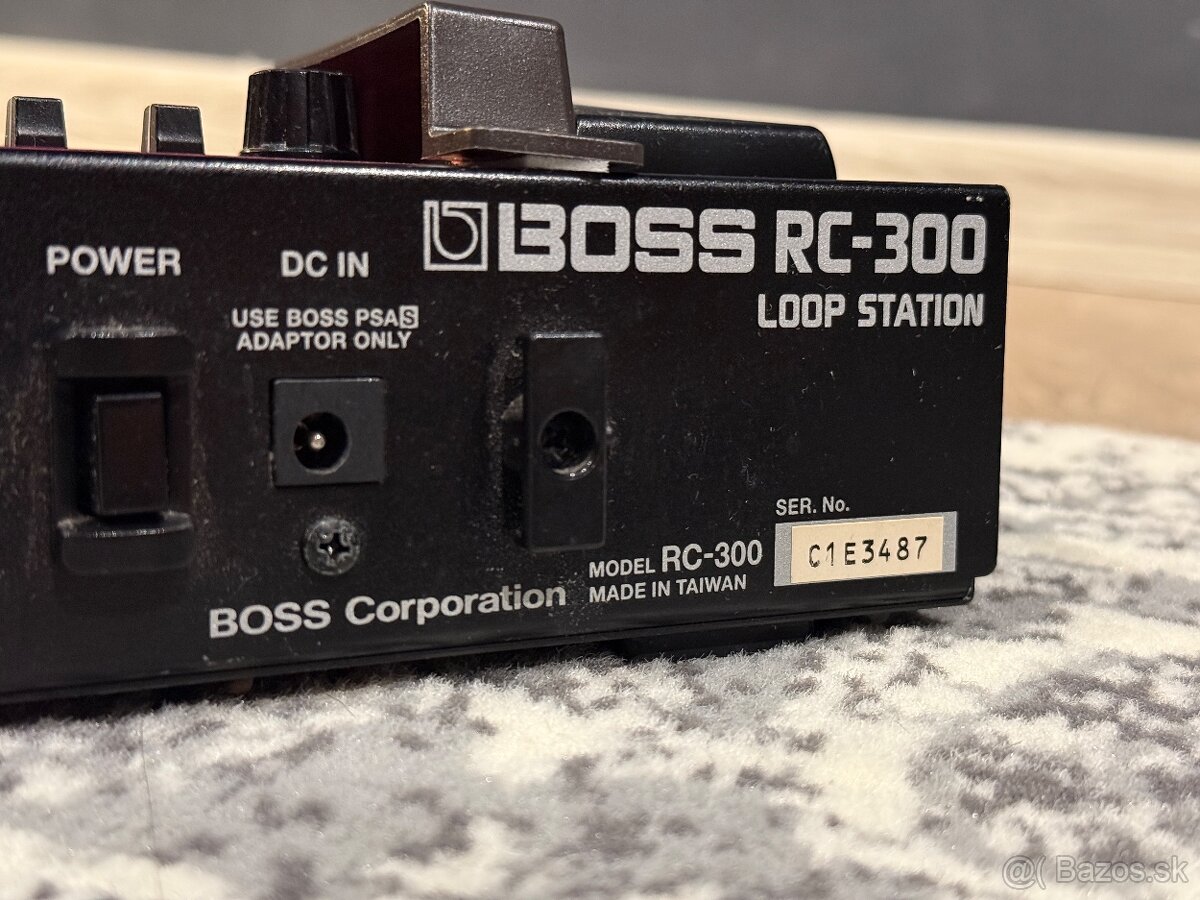 BOSS RC-300
LOOP STATION
POWER
DC IN
USE BOSS PSA S
ADAPTOR ONLY
SER. No.
C1E3487
MODEL RC-300
MADE IN TAIWAN
BOSS Corporation
@( Bazos.sk